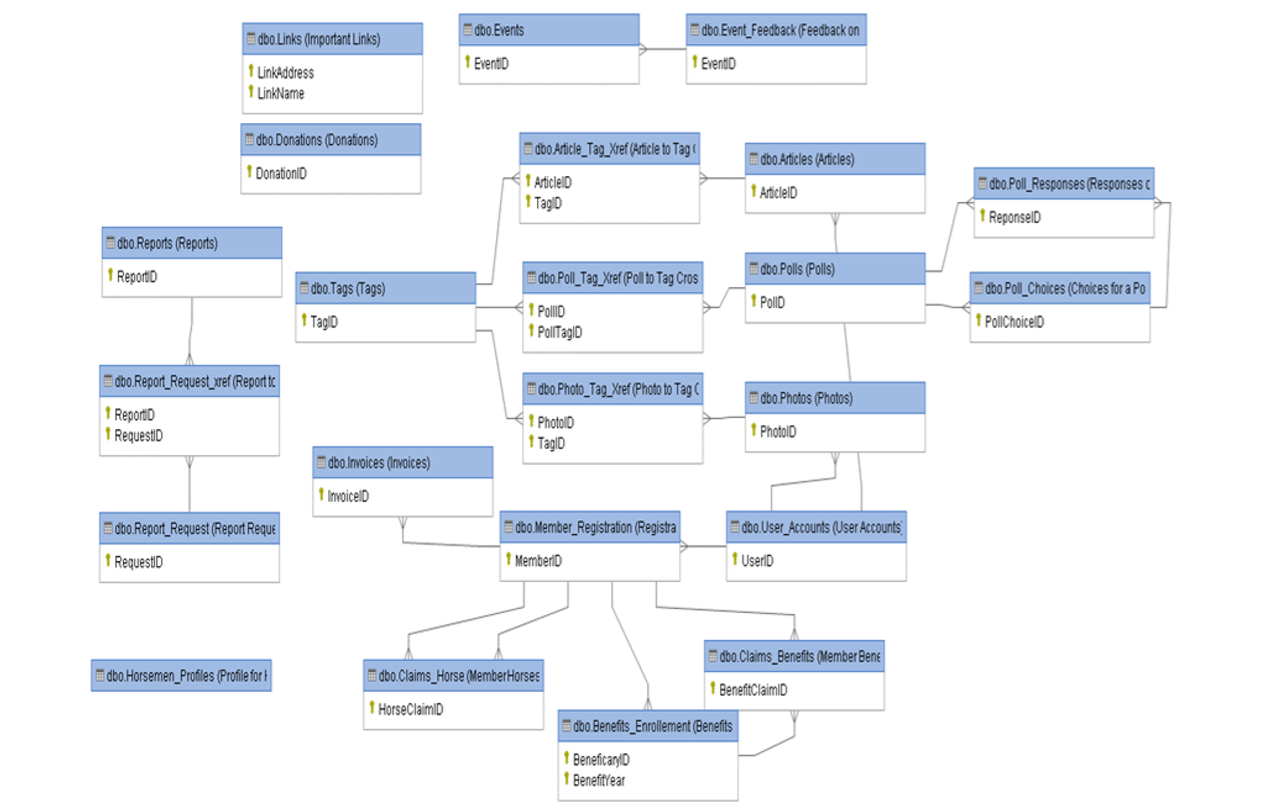 dbo.Links (Important Links)
LinkAddress
LinkName
dbo.Events
EventID
dbo.Event_Feedback (Feedback on
EventID
dbo.Donations (Donations)
DonationID
dbo.Article_Tag_Xref (Article to Tag C
ArticleID
TagID
dbo.Articles (Articles)
ArticleID
dbo.Poll_Responses (Responses c
ReponseID
dbo.Reports (Reports)
ReportID
dbo.Tags (Tags)
TagID
dbo.Poll_Tag_Xref (Poll to Tag Cros
PollID
PollTagID
dbo.Polls (Polls)
PollD
dbo.Poll_Choices (Choices for a Po
PollChoiceID
dbo.Report_Request_xref (Report to
ReportID
RequestID
dbo.Photo_Tag_Xref (Photo to Tag C
PhotoID
TagID
dbo.Photos (Photos)
PhotoID
dbo.Invoices (Invoices)
InvoiceID
dbo.Report_Request (Report Reque
RequestID
dbo.Member_Registration (Registra
MemberID
dbo.User_Accounts (User Accounts)
UserID
dbo.Horsemen_Profiles (Profile for H
dbo.Claims_Horse (MemberHorses
HorseClaimID
dbo.Claims_Benefits (Member Bene
BenefitClaimID
dbo.Benefits_Enrollement (Benefits
BeneficaryID
BenefitYear